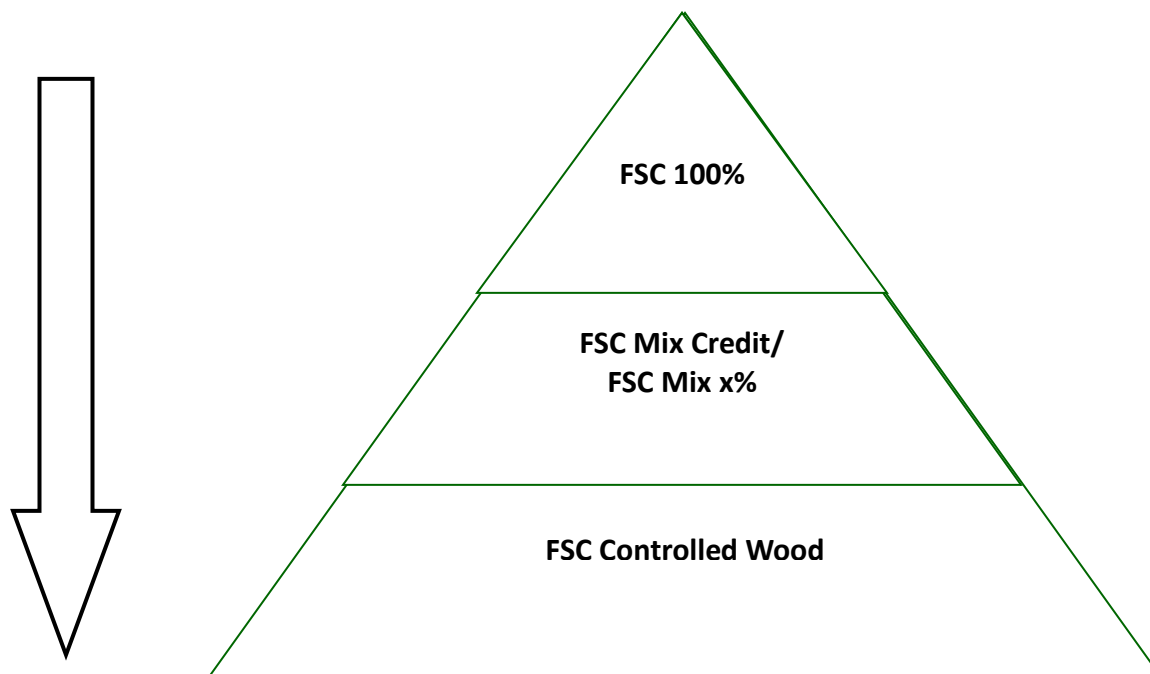 FSC 100%
FSC Mix Credit/
FSC Mix x%
FSC Controlled Wood